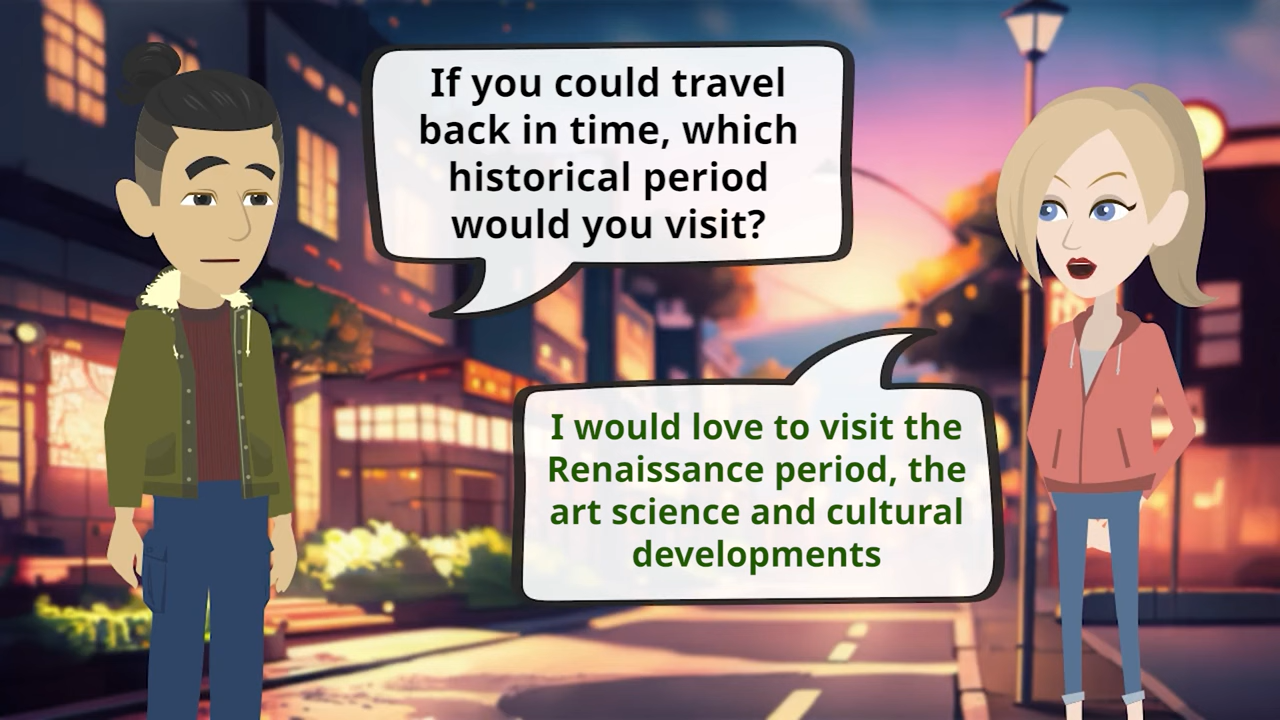 If you could travel
back in time, which
historical period
would you visit?
I would love to visit the
Renaissance period, the
art science and cultural
developments